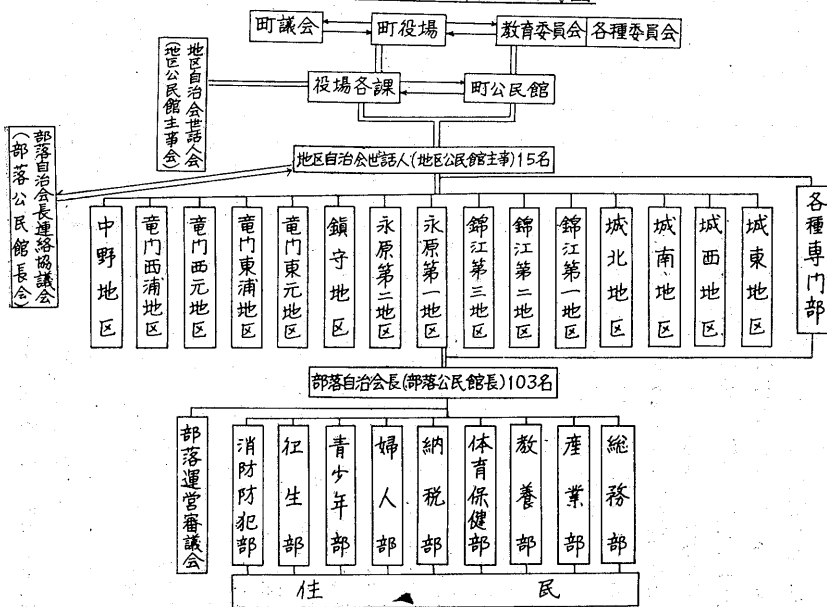 町議会
町役場
教育委員会
各種委員会
地区自治会世話人会
(地区公民館主事会)
役場各課
町公民館
部落自治会長連絡協議会
(部落公民館長会)
地区自治会世話人(地区公民館主事)15名
各種専門部
城東地区
城西地区
城南地区
城北地区
錦江第一地区
錦江第二地区
錦江第三地区
永原第一地区
永原第二地区
鎮守地区
竜門東元地区
竜門東浦地区
竜門西元地区
竜門西浦地区
中野地区
部落自治会長(部落公民館長)103名
総務部
産業部
教養部
体育保健部
納税部
婦人部
青少年部
消防防犯部
部落運営審議会
住民